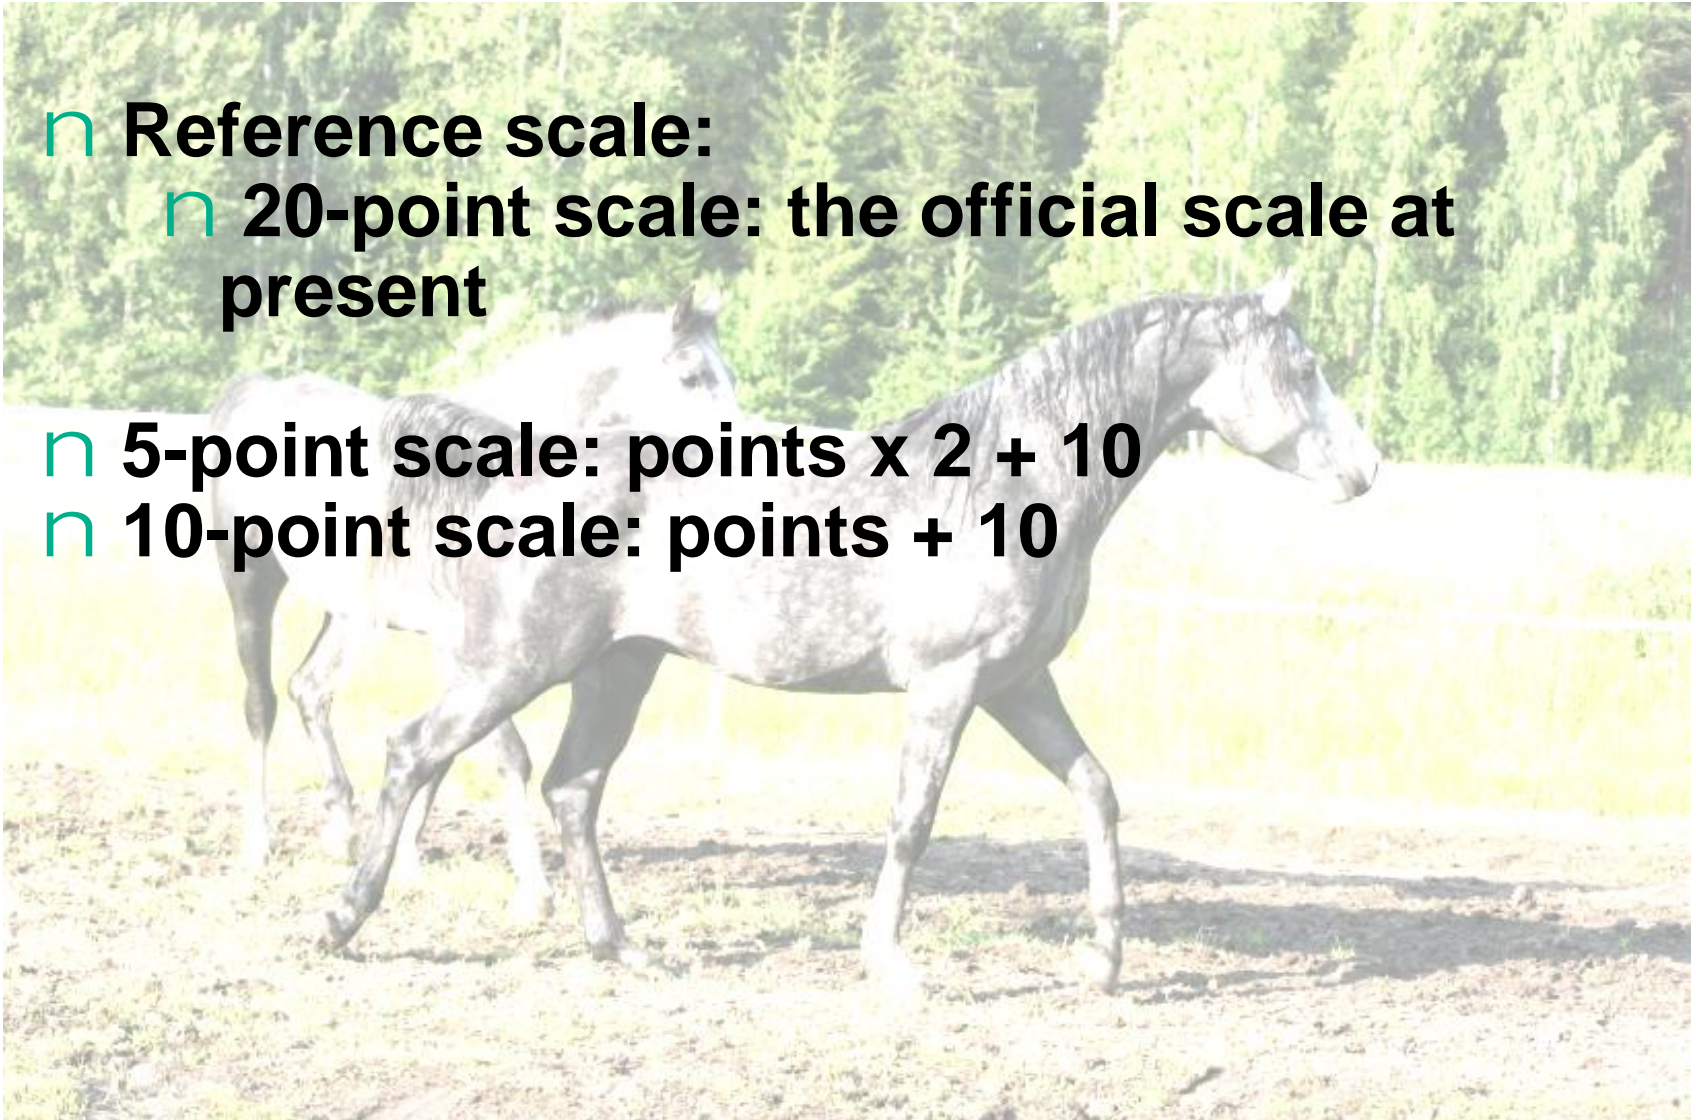 n Reference scale:
n 20-point scale: the official scale at
present
n 5-point scale: points x 2 + 10
n 10-point scale: points + 10